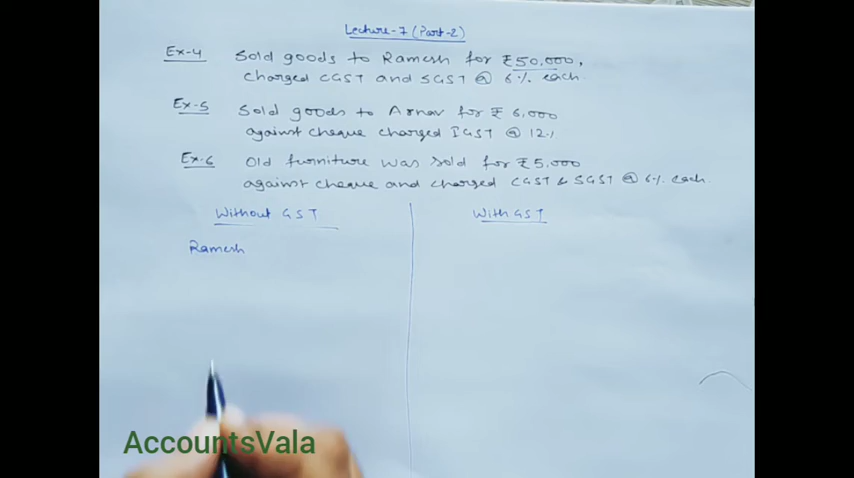 Lecture-7 (Part-2)
Ex-4 Sold goods to Ramesh for ₹50,000,
charged CGST and SGST @ 6% each.
Ex-5 Sold goods to Arnav for ₹ 6,000
against cheque charged IGST @ 12%
Ex-6 Old furniture was sold for ₹5,000
against cheque and charged CGST & SGST @ 6% each.
Without GST With GST
Ramesh
AccountsVala